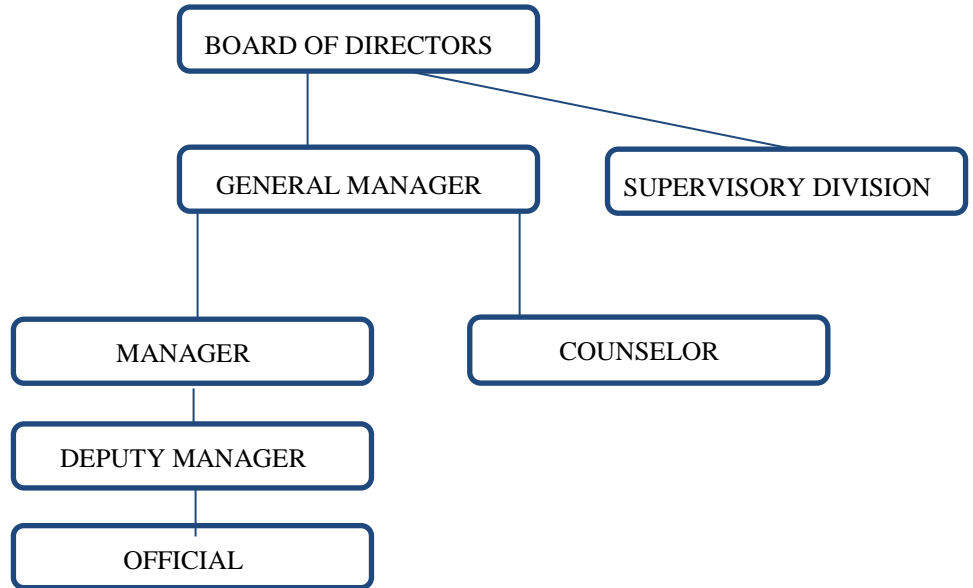 BOARD OF DIRECTORS
GENERAL MANAGER
SUPERVISORY DIVISION
MANAGER
COUNSELOR
DEPUTY MANAGER
OFFICIAL